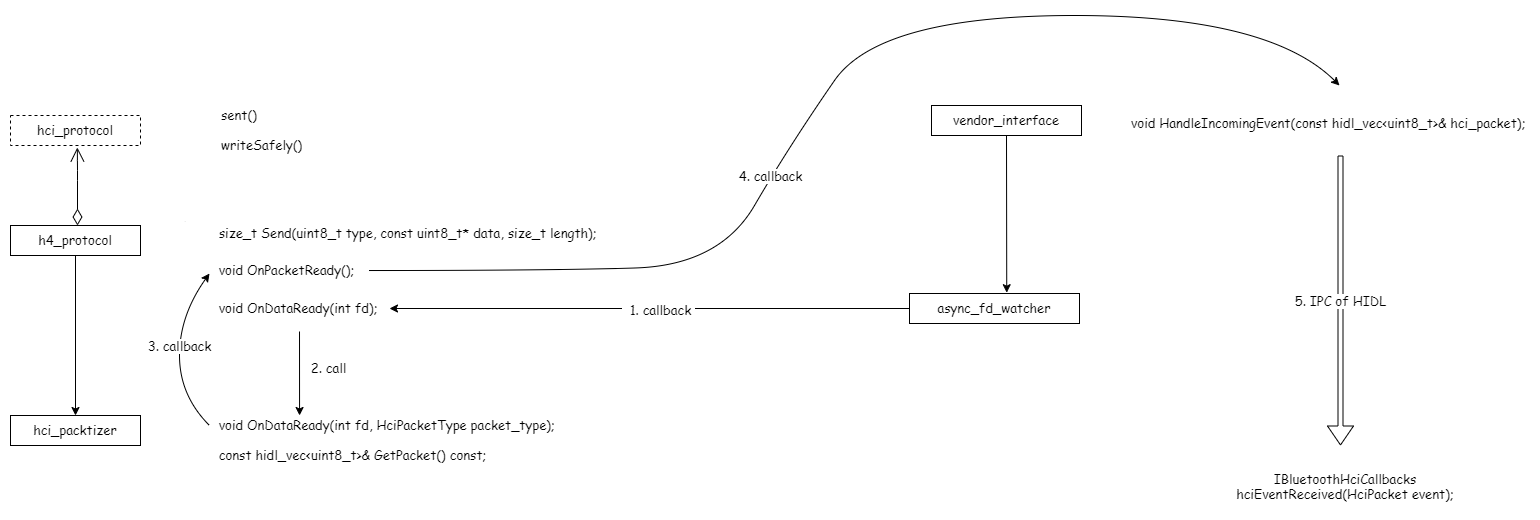 sent()
hci_protocol
vendor_interface
void HandleIncomingEvent(const hidl_vec<uint8_t>& hci_packet);
writeSafely()
4. callback
size_t Send(uint8_t type, const uint8_t* data, size_t length);
h4_protocol
void OnPacketReady();
5. IPC of HIDL
void OnDataReady(int fd);
1. callback
async_fd_watcher
3. callback
2. call
void OnDataReady(int fd, HciPacketType packet_type);
hci_packtizer
const hidl_vec<uint8_t>& GetPacket() const;
IBluetoothHciCallbacks
hciEventReceived(HciPacket event);